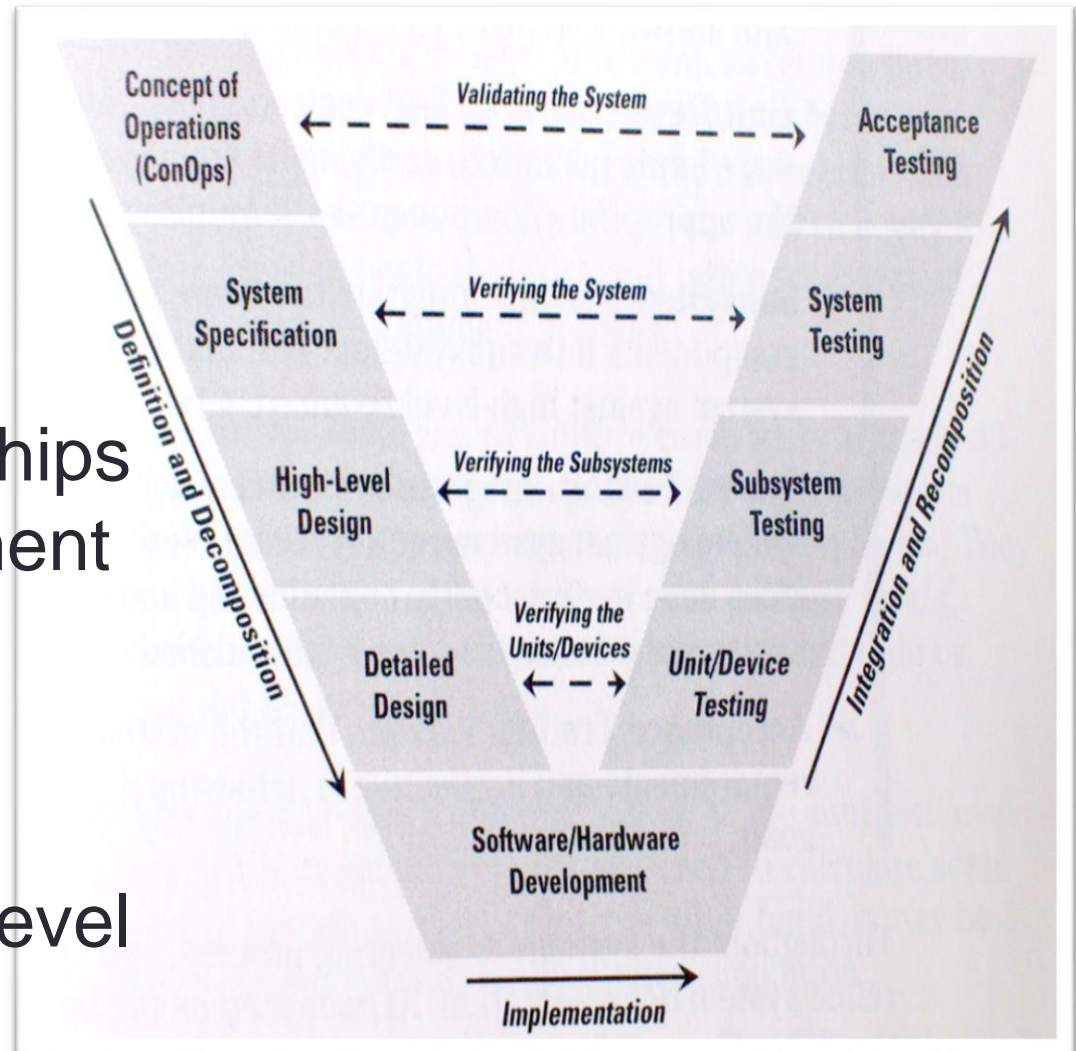 Concept of
Operations
(ConOps)
Validating the System
Acceptance
Testing
System
Specification
Verifying the System
System
Testing
Definition and Decomposition
High-Level
Design
Verifying the Subsystems
Subsystem
Testing
Integration and Recomposition
Detailed
Design
Verifying the
Units/Devices
Unit/Device
Testing
Software/Hardware
Development
Implementation
hips
nent
evel